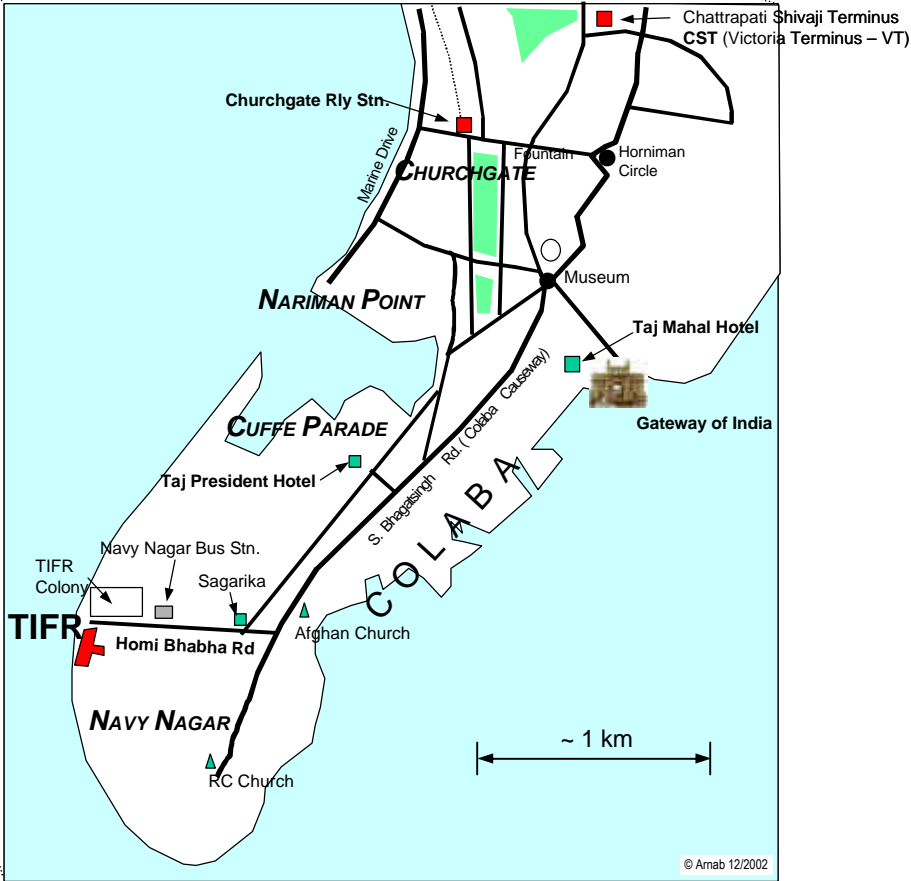 Chattrapati Shivaji Terminus
CST (Victoria Terminus – VT)
Churchgate Rly Stn.
Marine Drive
Fountain
Horniman
Circle
CHURCHGATE
Museum
NARIMAN POINT
Taj Mahal Hotel
Gateway of India
CUFFE PARADE
S. Bhagatsingh Rd. ( Colaba Causeway)
Taj President Hotel
COLABA
Navy Nagar Bus Stn.
TIFR
Colony
Sagarika
TIFR
Homi Bhabha Rd
Afghan Church
NAVY NAGAR
~ 1 km
RC Church
© Arnab 12/2002